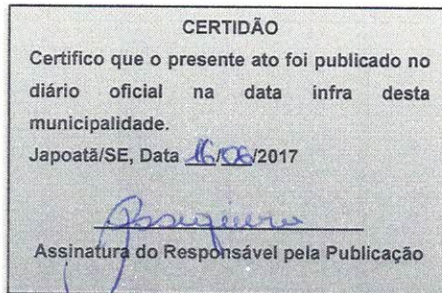 CERTIDÃO
Certifico que o presente ato foi publicado no
diário oficial na data infra desta
municipalidade.
Japoatã/SE, Data 16/06/2017
Assinatura do Responsável pela Publicação